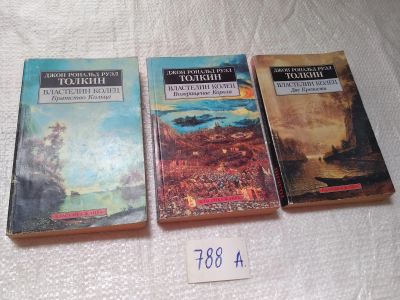 ДЖОН РОНАЛЬД РУЭЛ
ТОЛКИН
ВЛАСТЕЛИН КОЛЕЦ
Братство Кольца
ДЖОН РОНАЛЬД РУЭЛ
ТОЛКИН
ВЛАСТЕЛИН КОЛЕЦ
Возвращение Короля
ДЖОН РОНАЛЬД РУЭЛ
ТОЛКИН
ВЛАСТЕЛИН КОЛЕЦ
Две Крепости
788 А.